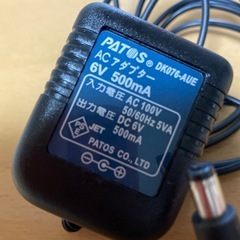 PATOS DK076-AUE
ACアダプター
6V 500mA
入力電圧 AC 100V
50/60Hz 5VA
出力電圧 DC 6V
500mA
JET
PATOS CO., LTD